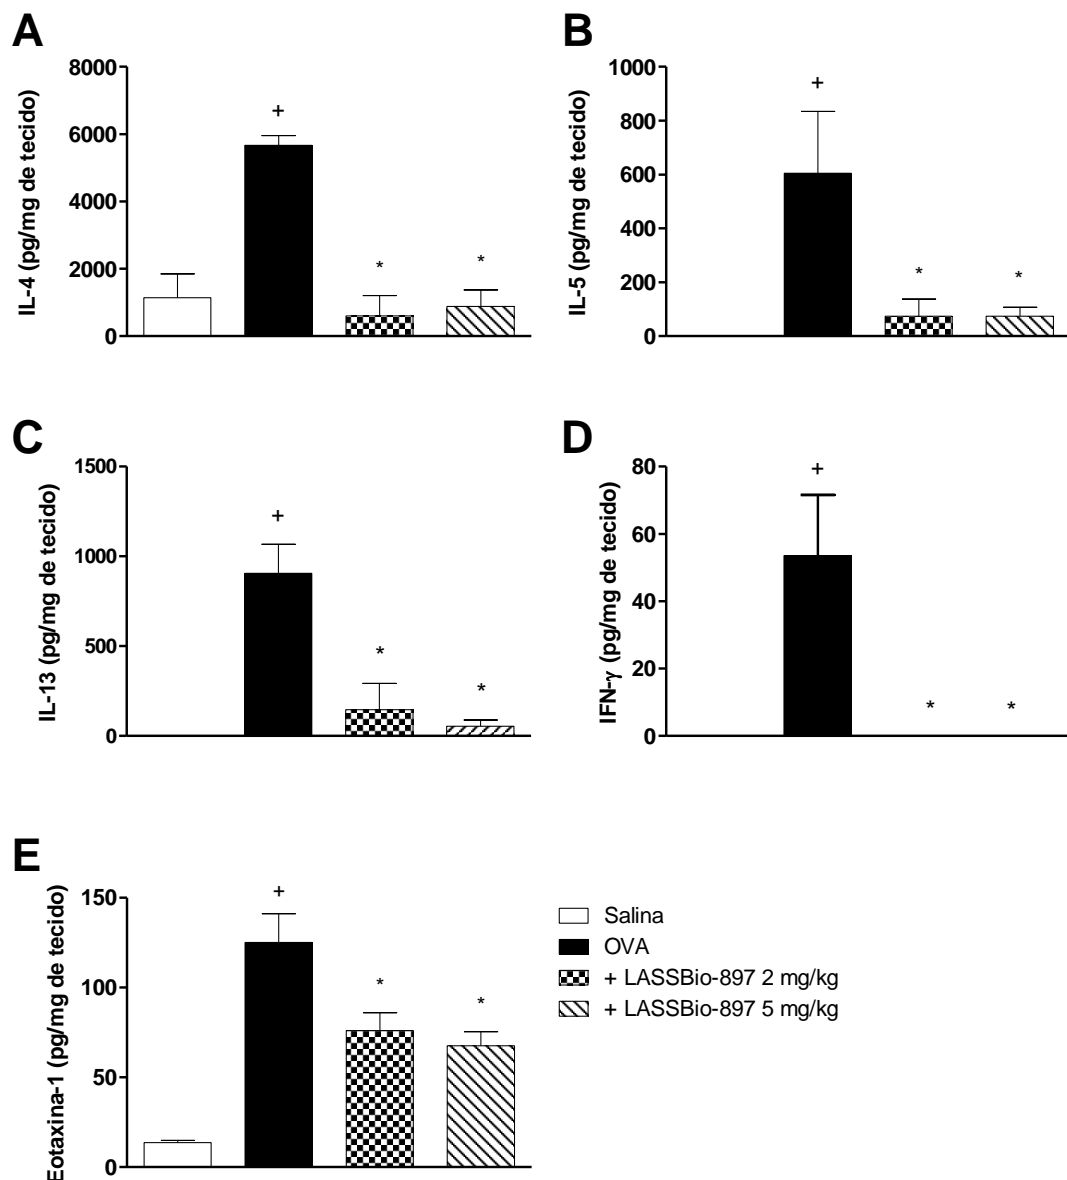 A
B
8000
6000
4000
2000
0
IL-4 (pg/mg de tecido)
+
*
*
1000
800
600
400
200
0
IL-5 (pg/mg de tecido)
+
*
*
C
D
1500
1000
500
0
IL-13 (pg/mg de tecido)
+
*
*
80
60
40
20
0
IFN-γ (pg/mg de tecido)
+
*
*
E
150
100
50
0
Eotaxina-1 (pg/mg de tecido)
+
*
*
Salina
OVA
+ LASSBio-897 2 mg/kg
+ LASSBio-897 5 mg/kg